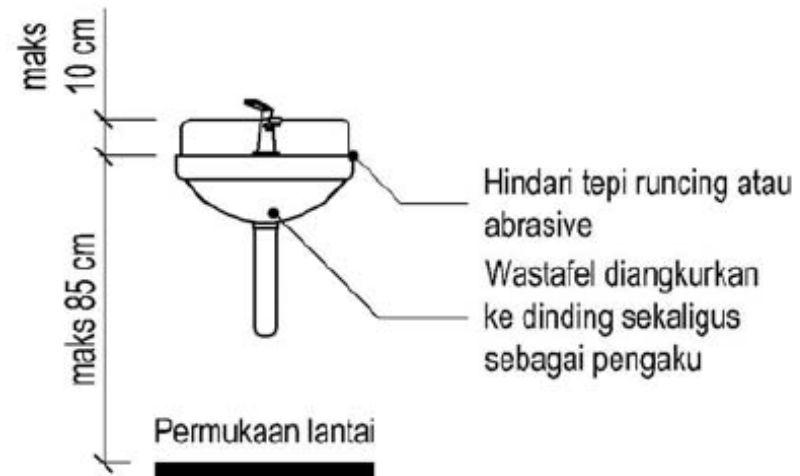 maks
10 cm
maks 85 cm
Hindari tepi runcing atau
abrasive
Wastafel diangkurkan
ke dinding sekaligus
sebagai pengaku
Permukaan lantai